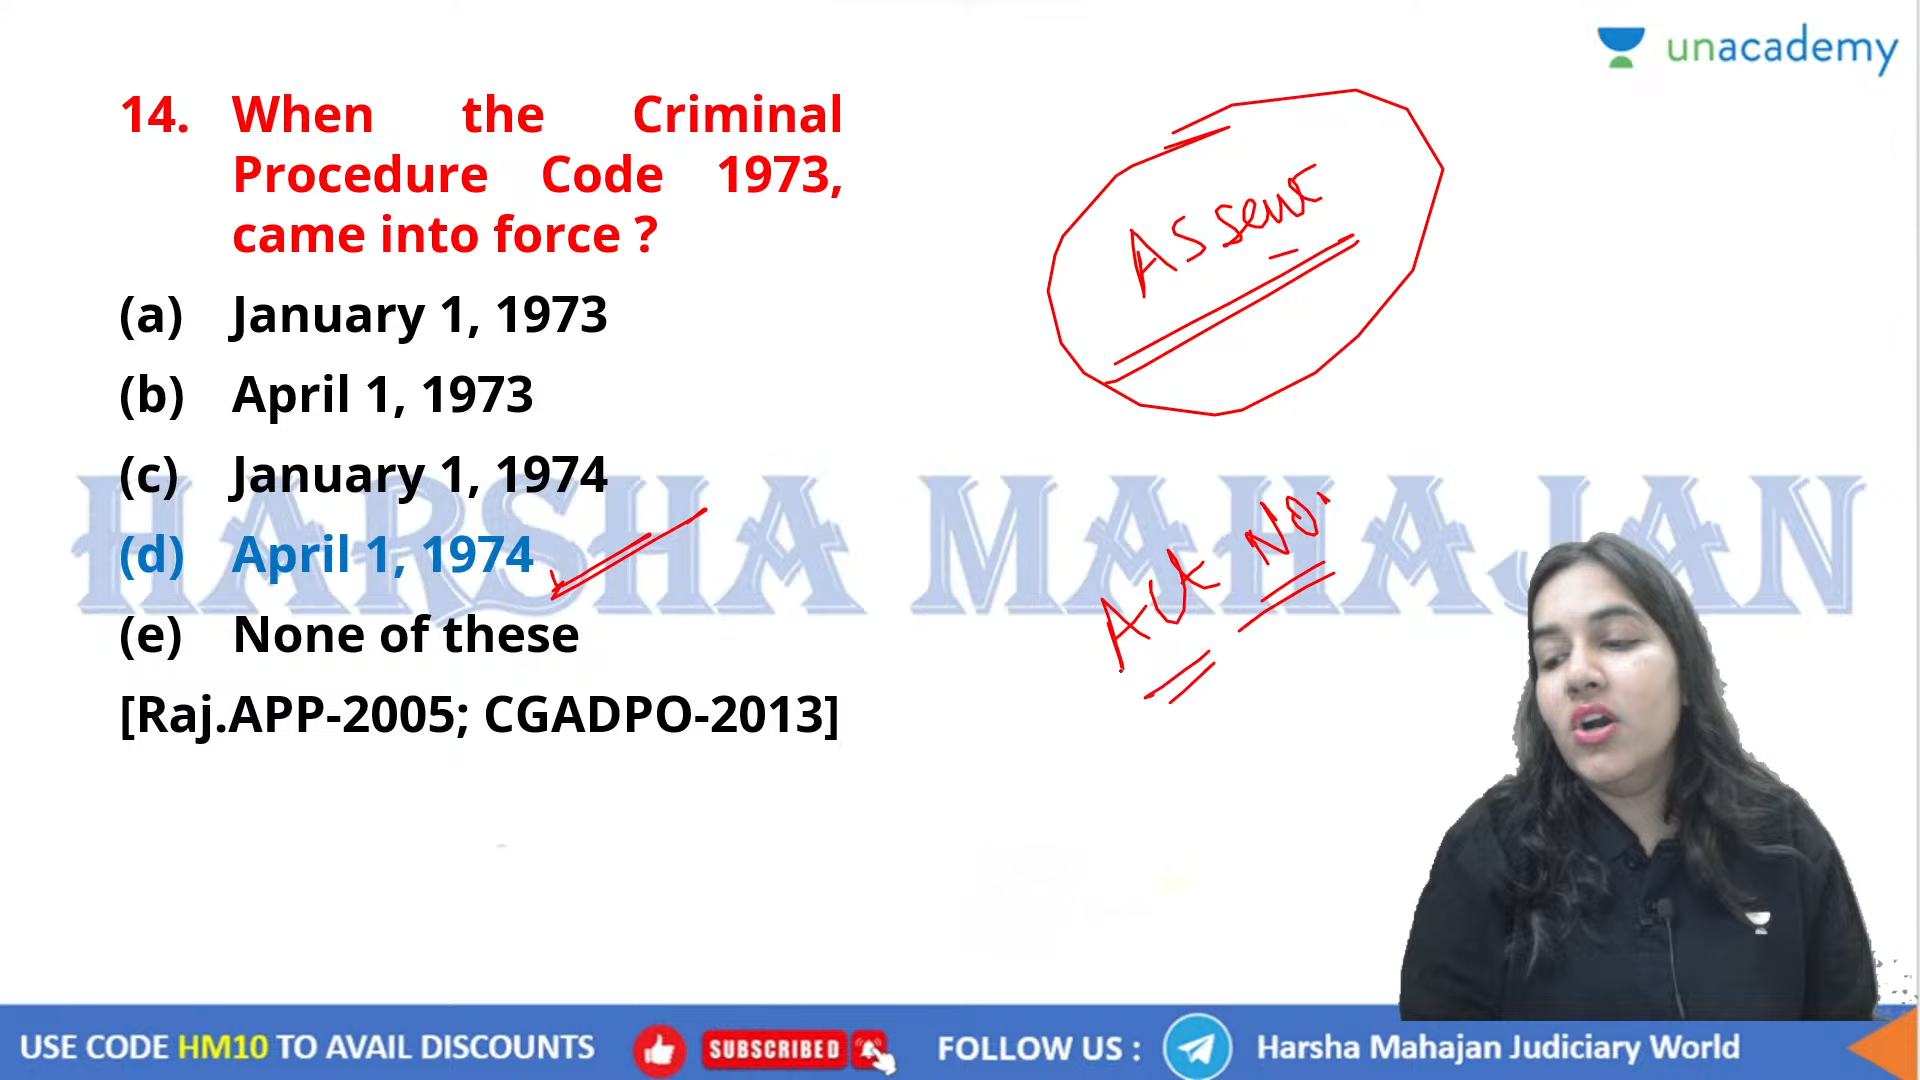 unacademy
14. When the Criminal
Procedure Code 1973,
came into force ?
(a) January 1, 1973
(b) April 1, 1973
(c) January 1, 1974
(d) April 1, 1974
(e) None of these
[Raj.APP-2005; CGADPO-2013]
Assent
Act No.
HARSHA MAHAJAN
USE CODE HM10 TO AVAIL DISCOUNTS
SUBSCRIBED
FOLLOW US :
Harsha Mahajan Judiciary World